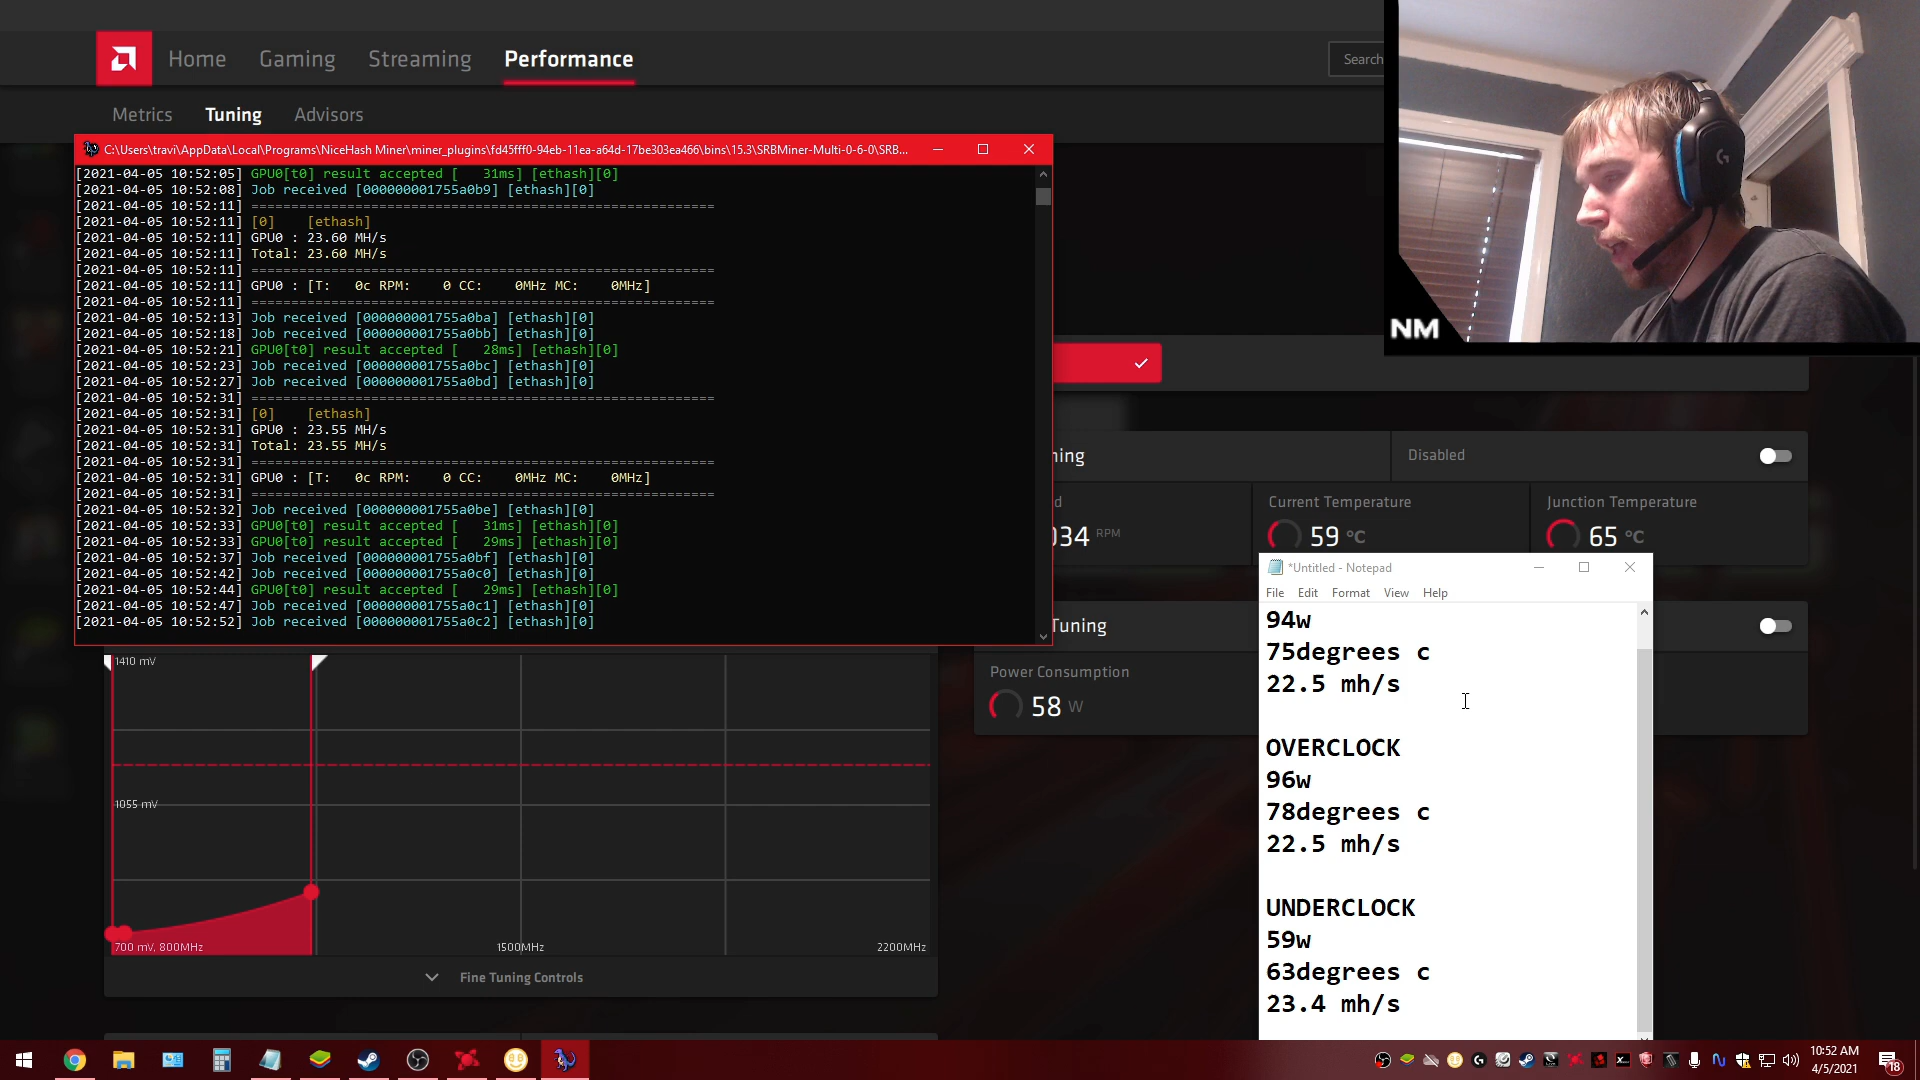 Home Gaming Streaming Performance
Search
Metrics Tuning Advisors
C:\Users\travi\AppData\Local\Programs\NiceHash Miner\miner_plugins\fd45fff0-94eb-11ea-a64d-17be303ea466\bins\15.3\SRBMiner-Multi-0-6-0\SRB...
[2021-04-05 10:52:05] GPU0[t0] result accepted [   31ms] [ethash][0]
[2021-04-05 10:52:08] Job received [000000001755a0b9] [ethash][0]
[2021-04-05 10:52:11] ==========================================================
[2021-04-05 10:52:11] [0]    [ethash]
[2021-04-05 10:52:11] GPU0 : 23.60 MH/s
[2021-04-05 10:52:11] Total: 23.60 MH/s
[2021-04-05 10:52:11] ==========================================================
[2021-04-05 10:52:11] GPU0 : [T:   0c RPM:    0 CC:    0MHz MC:    0MHz]
[2021-04-05 10:52:11] ==========================================================
[2021-04-05 10:52:13] Job received [000000001755a0ba] [ethash][0]
[2021-04-05 10:52:18] Job received [000000001755a0bb] [ethash][0]
[2021-04-05 10:52:21] GPU0[t0] result accepted [   28ms] [ethash][0]
[2021-04-05 10:52:23] Job received [000000001755a0bc] [ethash][0]
[2021-04-05 10:52:27] Job received [000000001755a0bd] [ethash][0]
[2021-04-05 10:52:31] ==========================================================
[2021-04-05 10:52:31] [0]    [ethash]
[2021-04-05 10:52:31] GPU0 : 23.55 MH/s
[2021-04-05 10:52:31] Total: 23.55 MH/s
[2021-04-05 10:52:31] ==========================================================
[2021-04-05 10:52:31] GPU0 : [T:   0c RPM:    0 CC:    0MHz MC:    0MHz]
[2021-04-05 10:52:31] ==========================================================
[2021-04-05 10:52:32] Job received [000000001755a0be] [ethash][0]
[2021-04-05 10:52:33] GPU0[t0] result accepted [   31ms] [ethash][0]
[2021-04-05 10:52:33] GPU0[t0] result accepted [   29ms] [ethash][0]
[2021-04-05 10:52:37] Job received [000000001755a0bf] [ethash][0]
[2021-04-05 10:52:42] Job received [000000001755a0c0] [ethash][0]
[2021-04-05 10:52:44] GPU0[t0] result accepted [   29ms] [ethash][0]
[2021-04-05 10:52:47] Job received [000000001755a0c1] [ethash][0]
[2021-04-05 10:52:52] Job received [000000001755a0c2] [ethash][0]
NM
ning Disabled
d Current Temperature Junction Temperature
034 RPM 59 °C 65 °C
Tuning
Power Consumption
58 W
*Untitled - Notepad
File Edit Format View Help
94w
75degrees c
22.5 mh/s
OVERCLOCK
96w
78degrees c
22.5 mh/s
UNDERCLOCK
59w
63degrees c
23.4 mh/s
1410 mV
1055 mV
700 mV, 800MHz 1500MHz 2200MHz
Fine Tuning Controls
10:52 AM
4/5/2021
18